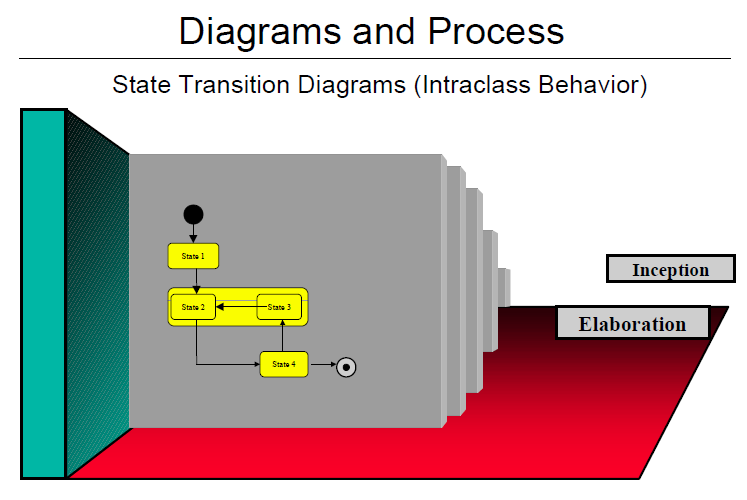 Diagrams and Process
State Transition Diagrams (Intraclass Behavior)
State 1
State 2
State 3
State 4
Inception
Elaboration